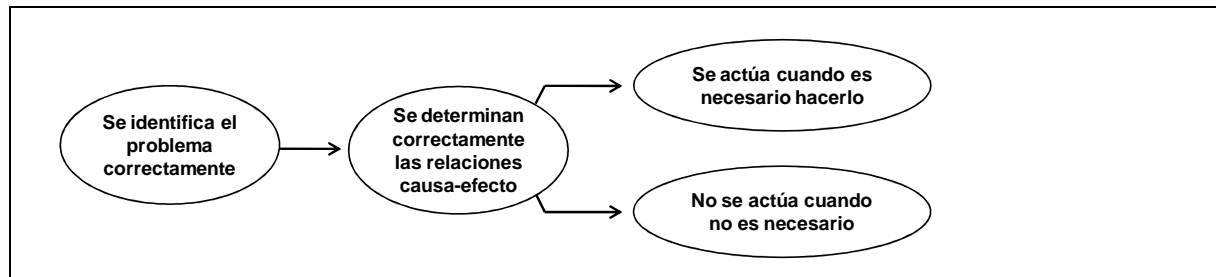 Se identifica el
problema
correctamente
Se determinan
correctamente
las relaciones
causa-efecto
Se actúa cuando es
necesario hacerlo
No se actúa cuando
no es necesario